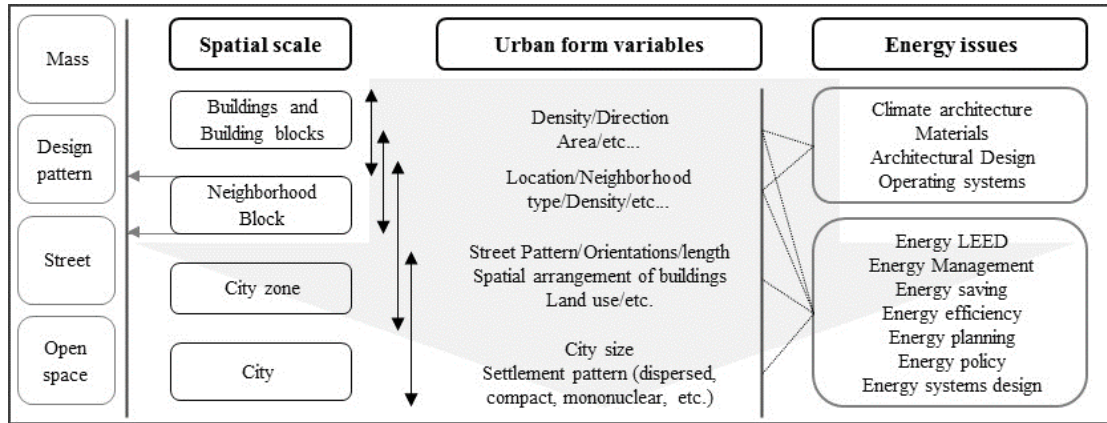 Mass
Design
pattern
Street
Open
space
Spatial scale
Buildings and
Building blocks
Neighborhood
Block
City zone
City
Urban form variables
Density/Direction
Area/etc...
Location/Neighborhood
type/Density/etc...
Street Pattern/Orientations/length
Spatial arrangement of buildings
Land use/etc.
City size
Settlement pattern (dispersed,
compact, mononuclear, etc.)
Energy issues
Climate architecture
Materials
Architectural Design
Operating systems
Energy LEED
Energy Management
Energy saving
Energy efficiency
Energy planning
Energy policy
Energy systems design